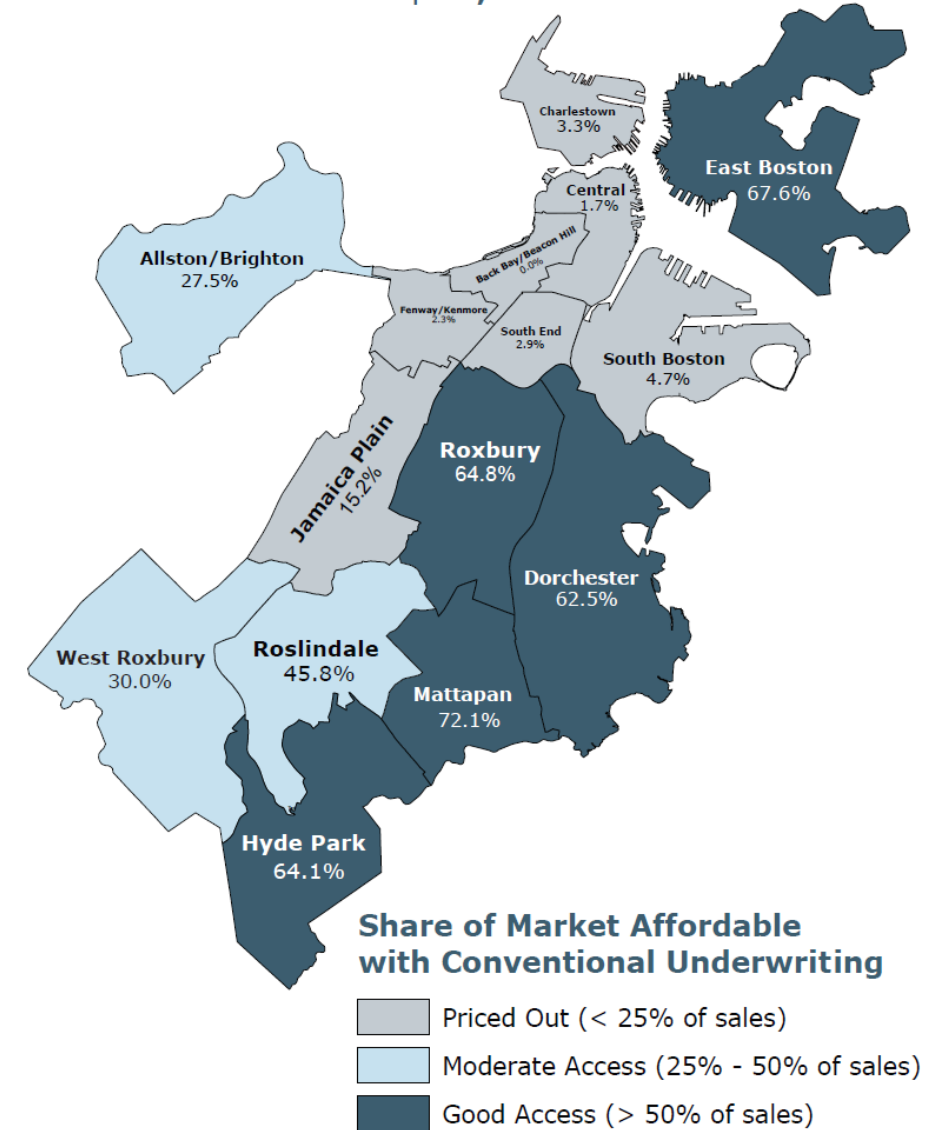 Charlestown
3.3%
East Boston
67.6%
Central
1.7%
Allston/Brighton
27.5%
Back Bay/Beacon Hill
0.0%
Fenway/Kenmore
2.3%
South End
2.9%
South Boston
4.7%
Jamaica Plain
15.2%
Roxbury
64.8%
Dorchester
62.5%
West Roxbury
30.0%
Roslindale
45.8%
Mattapan
72.1%
Hyde Park
64.1%
Share of Market Affordable
with Conventional Underwriting
Priced Out (< 25% of sales)
Moderate Access (25% - 50% of sales)
Good Access (> 50% of sales)